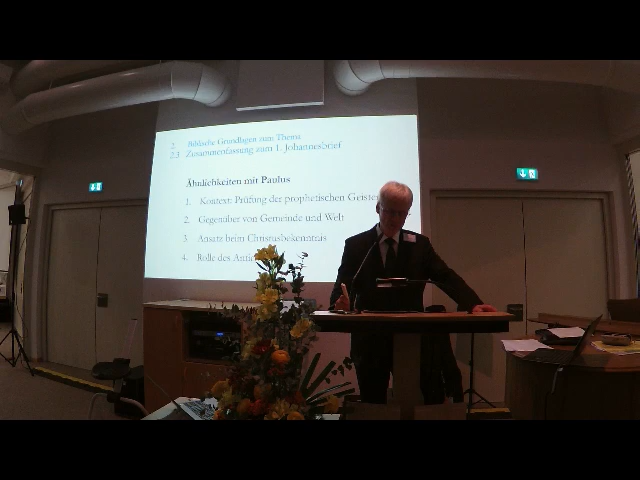 2. Biblische Grundlagen zum Thema
2.3 Zusammenfassung zum 1. Johannesbrief
Ähnlichkeiten mit Paulus
1. Kontext: Prüfung der prophetischen Geister
2. Gegenüber von Gemeinde und Welt
3. Ansatz beim Christusbekenntnis
4. Rolle des